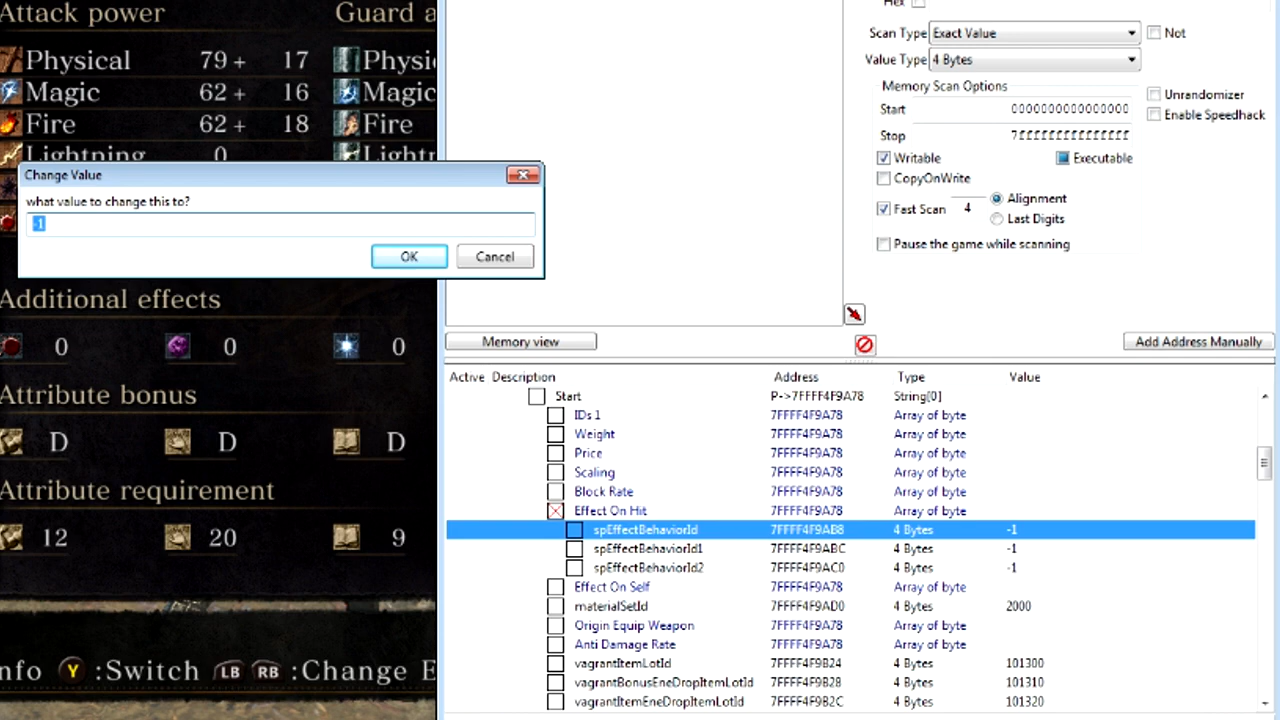 Attack power
Guard a
Physical 79 + 17
Physi
Magic 62 + 16
Magic
Fire 62 + 18
Fire
Lightning 0
Lightn
Change Value
what value to change this to?
-1
OK
Cancel
Additional effects
0 0 0
Attribute bonus
D D D
Attribute requirement
12 20 9
nfo Y :Switch LB RB :Change E
Hex
Scan Type Exact Value
Not
Value Type 4 Bytes
Memory Scan Options
Start 0000000000000000
Stop 7fffffffffffffff
Unrandomizer
Enable Speedhack
Writable
Executable
CopyOnWrite
Fast Scan 4
Alignment
Last Digits
Pause the game while scanning
Memory view
Add Address Manually
Active Description Address Type Value
Start P->7FFFF4F9A78 String[0]
IDs 1 7FFFF4F9A78 Array of byte
Weight 7FFFF4F9A78 Array of byte
Price 7FFFF4F9A78 Array of byte
Scaling 7FFFF4F9A78 Array of byte
Block Rate 7FFFF4F9A78 Array of byte
Effect On Hit 7FFFF4F9A78 Array of byte
spEffectBehaviorId 7FFFF4F9AB8 4 Bytes -1
spEffectBehaviorId1 7FFFF4F9ABC 4 Bytes -1
spEffectBehaviorId2 7FFFF4F9AC0 4 Bytes -1
Effect On Self 7FFFF4F9A78 Array of byte
materialSetId 7FFFF4F9AD0 4 Bytes 2000
Origin Equip Weapon 7FFFF4F9A78 Array of byte
Anti Damage Rate 7FFFF4F9A78 Array of byte
vagrantItemLotId 7FFFF4F9B24 4 Bytes 101300
vagrantBonusEneDropItemLotId 7FFFF4F9B28 4 Bytes 101310
vagrantItemEneDropItemLotId 7FFFF4F9B2C 4 Bytes 101320